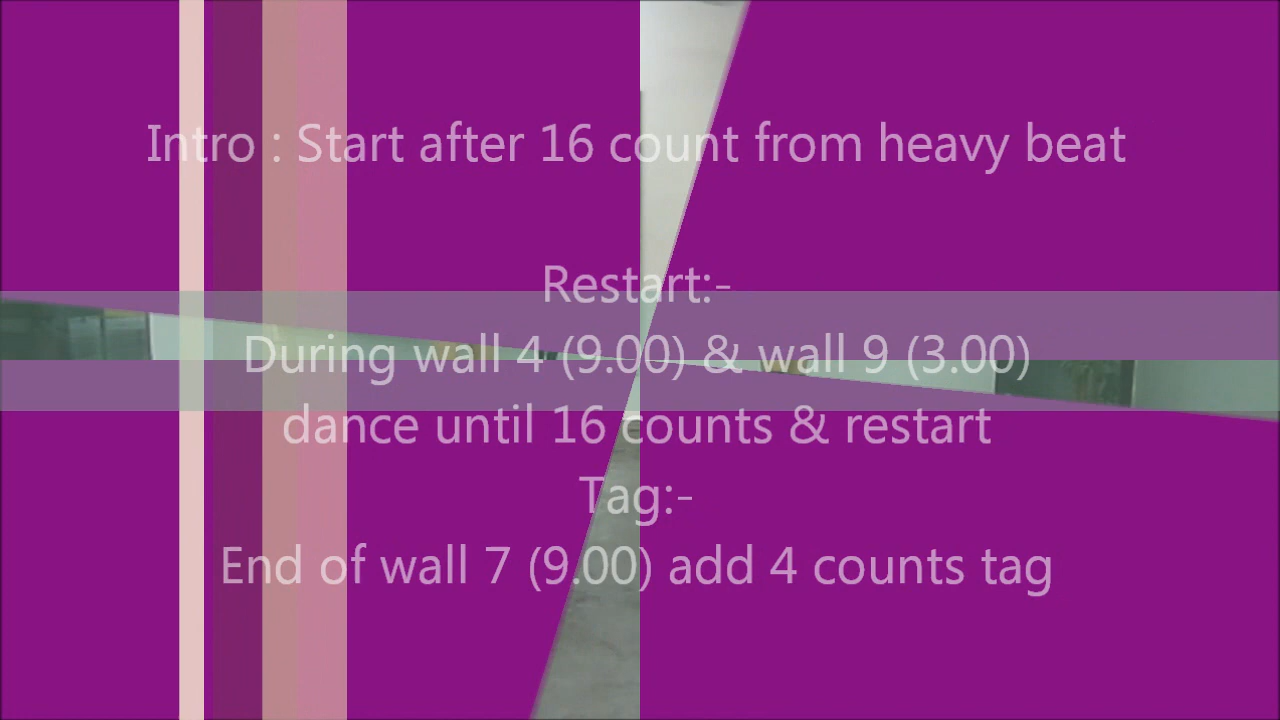 Intro : Start after 16 count from heavy beat
Restart:-
During wall 4 (9.00) & wall 9 (3.00)
dance until 16 counts & restart
Tag:-
End of wall 7 (9.00) add 4 counts tag